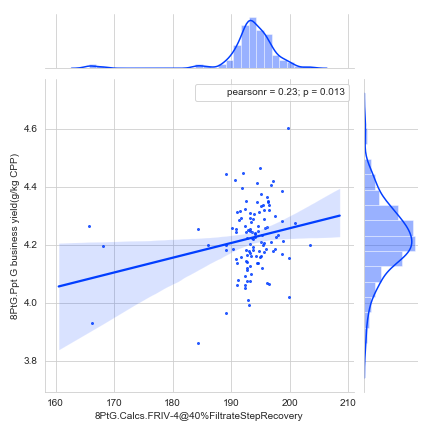 pearsonr = 0.23; p = 0.013
8PtG.Ppt G business yield(g/kg CPP)
4.6
4.4
4.2
4.0
3.8
160 170 180 190 200 210
8PtG.Calcs.FRIV-4@40%FiltrateStepRecovery